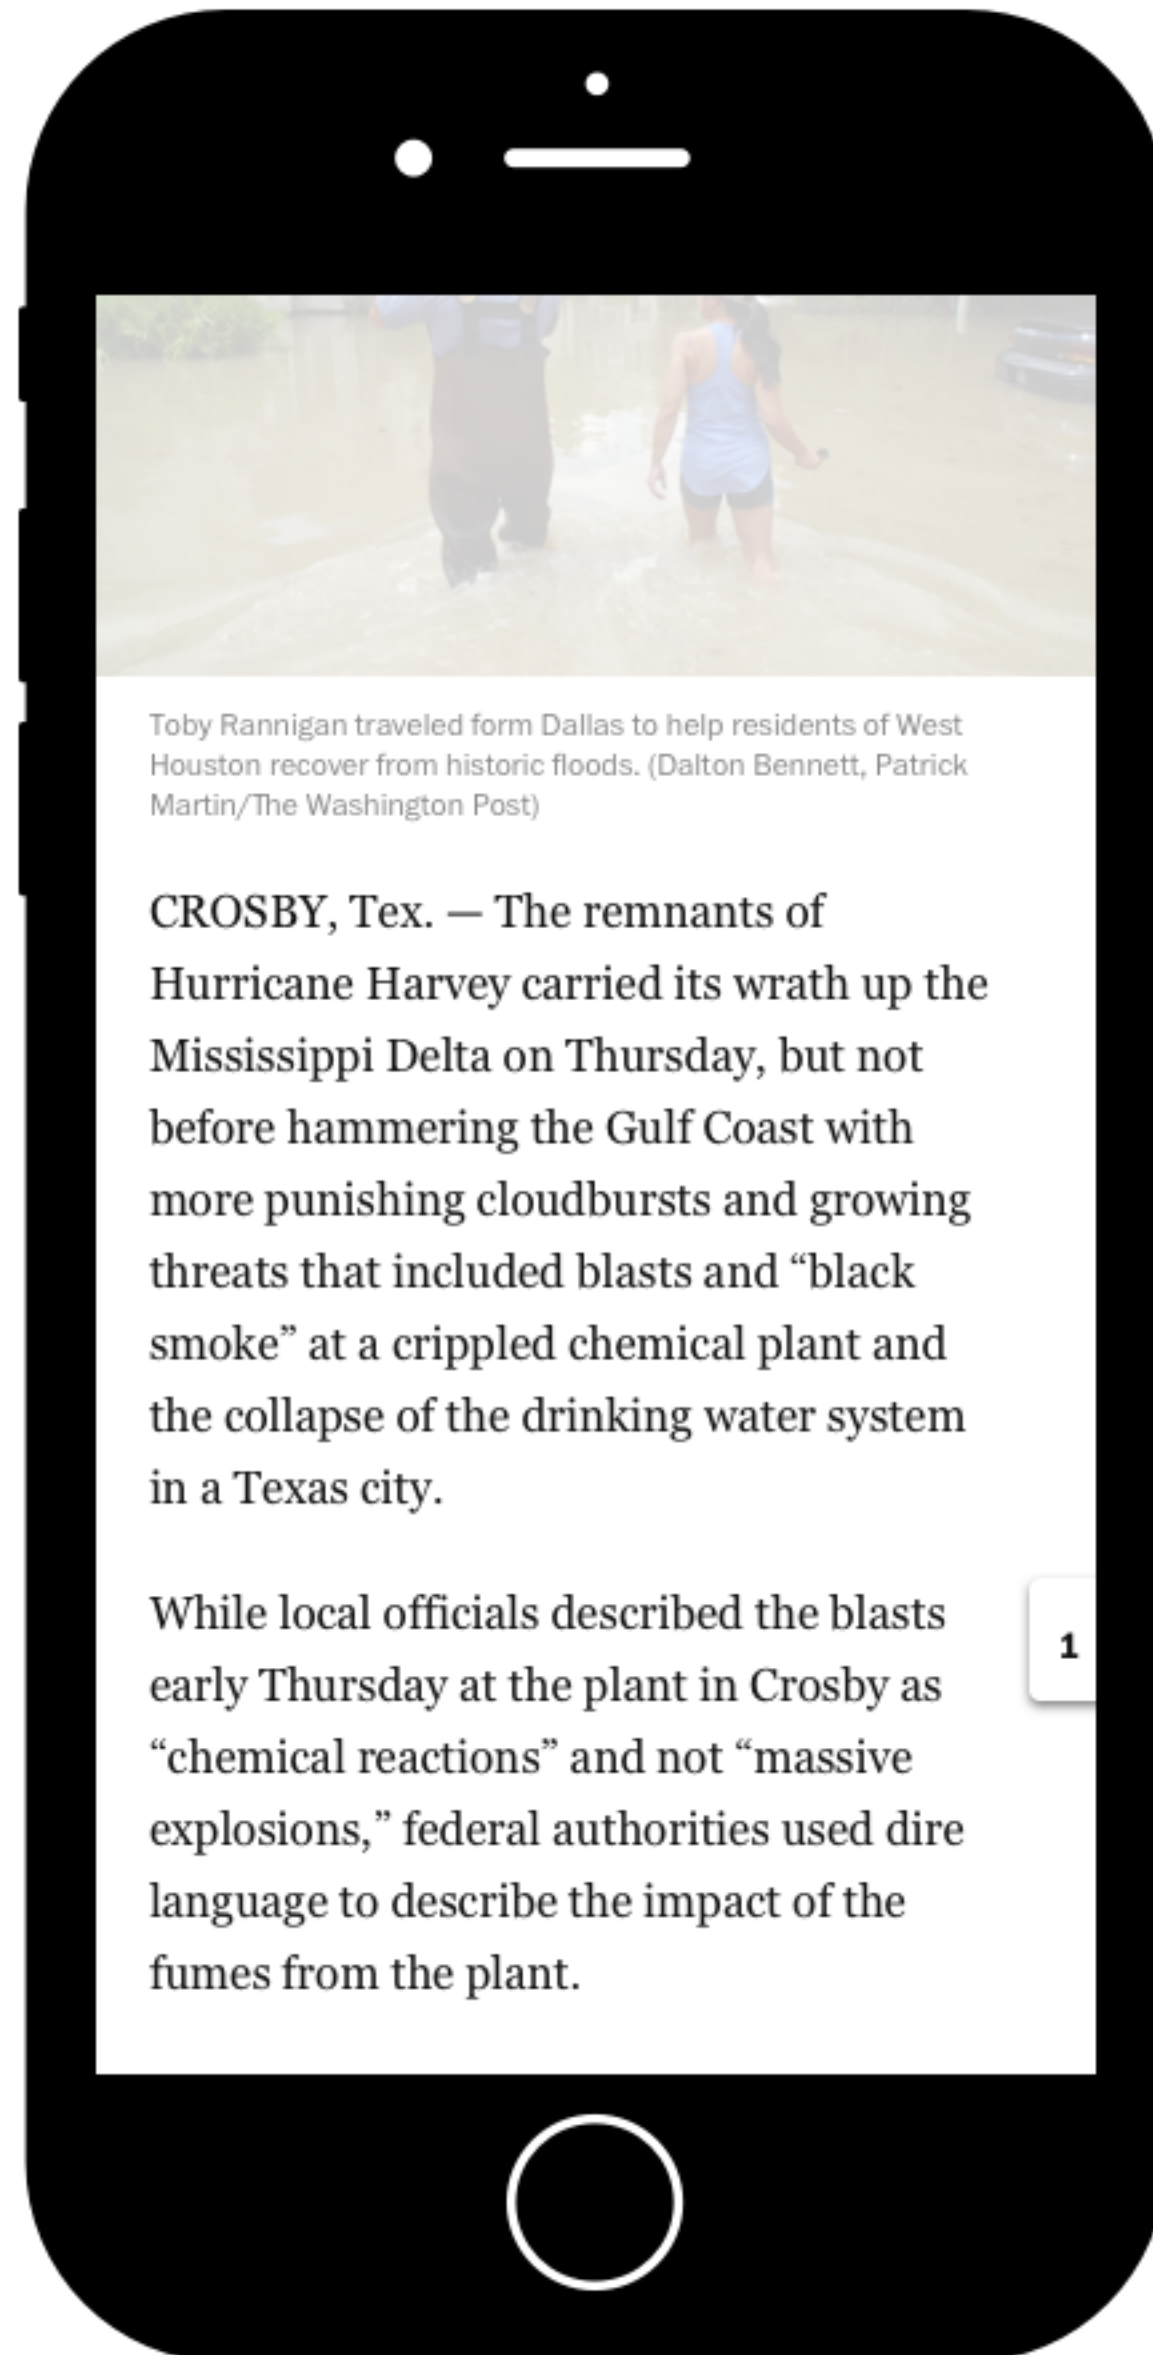 Toby Rannigan traveled form Dallas to help residents of West
Houston recover from historic floods. (Dalton Bennett, Patrick
Martin/The Washington Post)
CROSBY, Tex. — The remnants of
Hurricane Harvey carried its wrath up the
Mississippi Delta on Thursday, but not
before hammering the Gulf Coast with
more punishing cloudbursts and growing
threats that included blasts and “black
smoke” at a crippled chemical plant and
the collapse of the drinking water system
in a Texas city.
While local officials described the blasts
early Thursday at the plant in Crosby as
“chemical reactions” and not “massive
explosions,” federal authorities used dire
language to describe the impact of the
fumes from the plant.
1